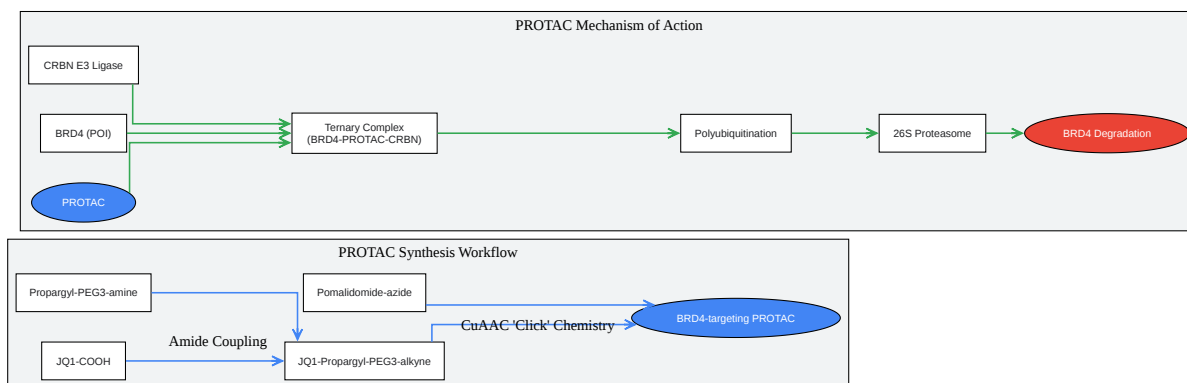 PROTAC Mechanism of Action
CRBN E3 Ligase
BRD4 (POI)
PROTAC
Ternary Complex
(BRD4-PROTAC-CRBN)
Polyubiquitination
26S Proteasome
BRD4 Degradation
PROTAC Synthesis Workflow
Propargyl-PEG3-amine
Pomalidomide-azide
BRD4-targeting PROTAC
CuAAC 'Click' Chemistry
Amide Coupling
JQ1-COOH
JQ1-Propargyl-PEG3-alkyne